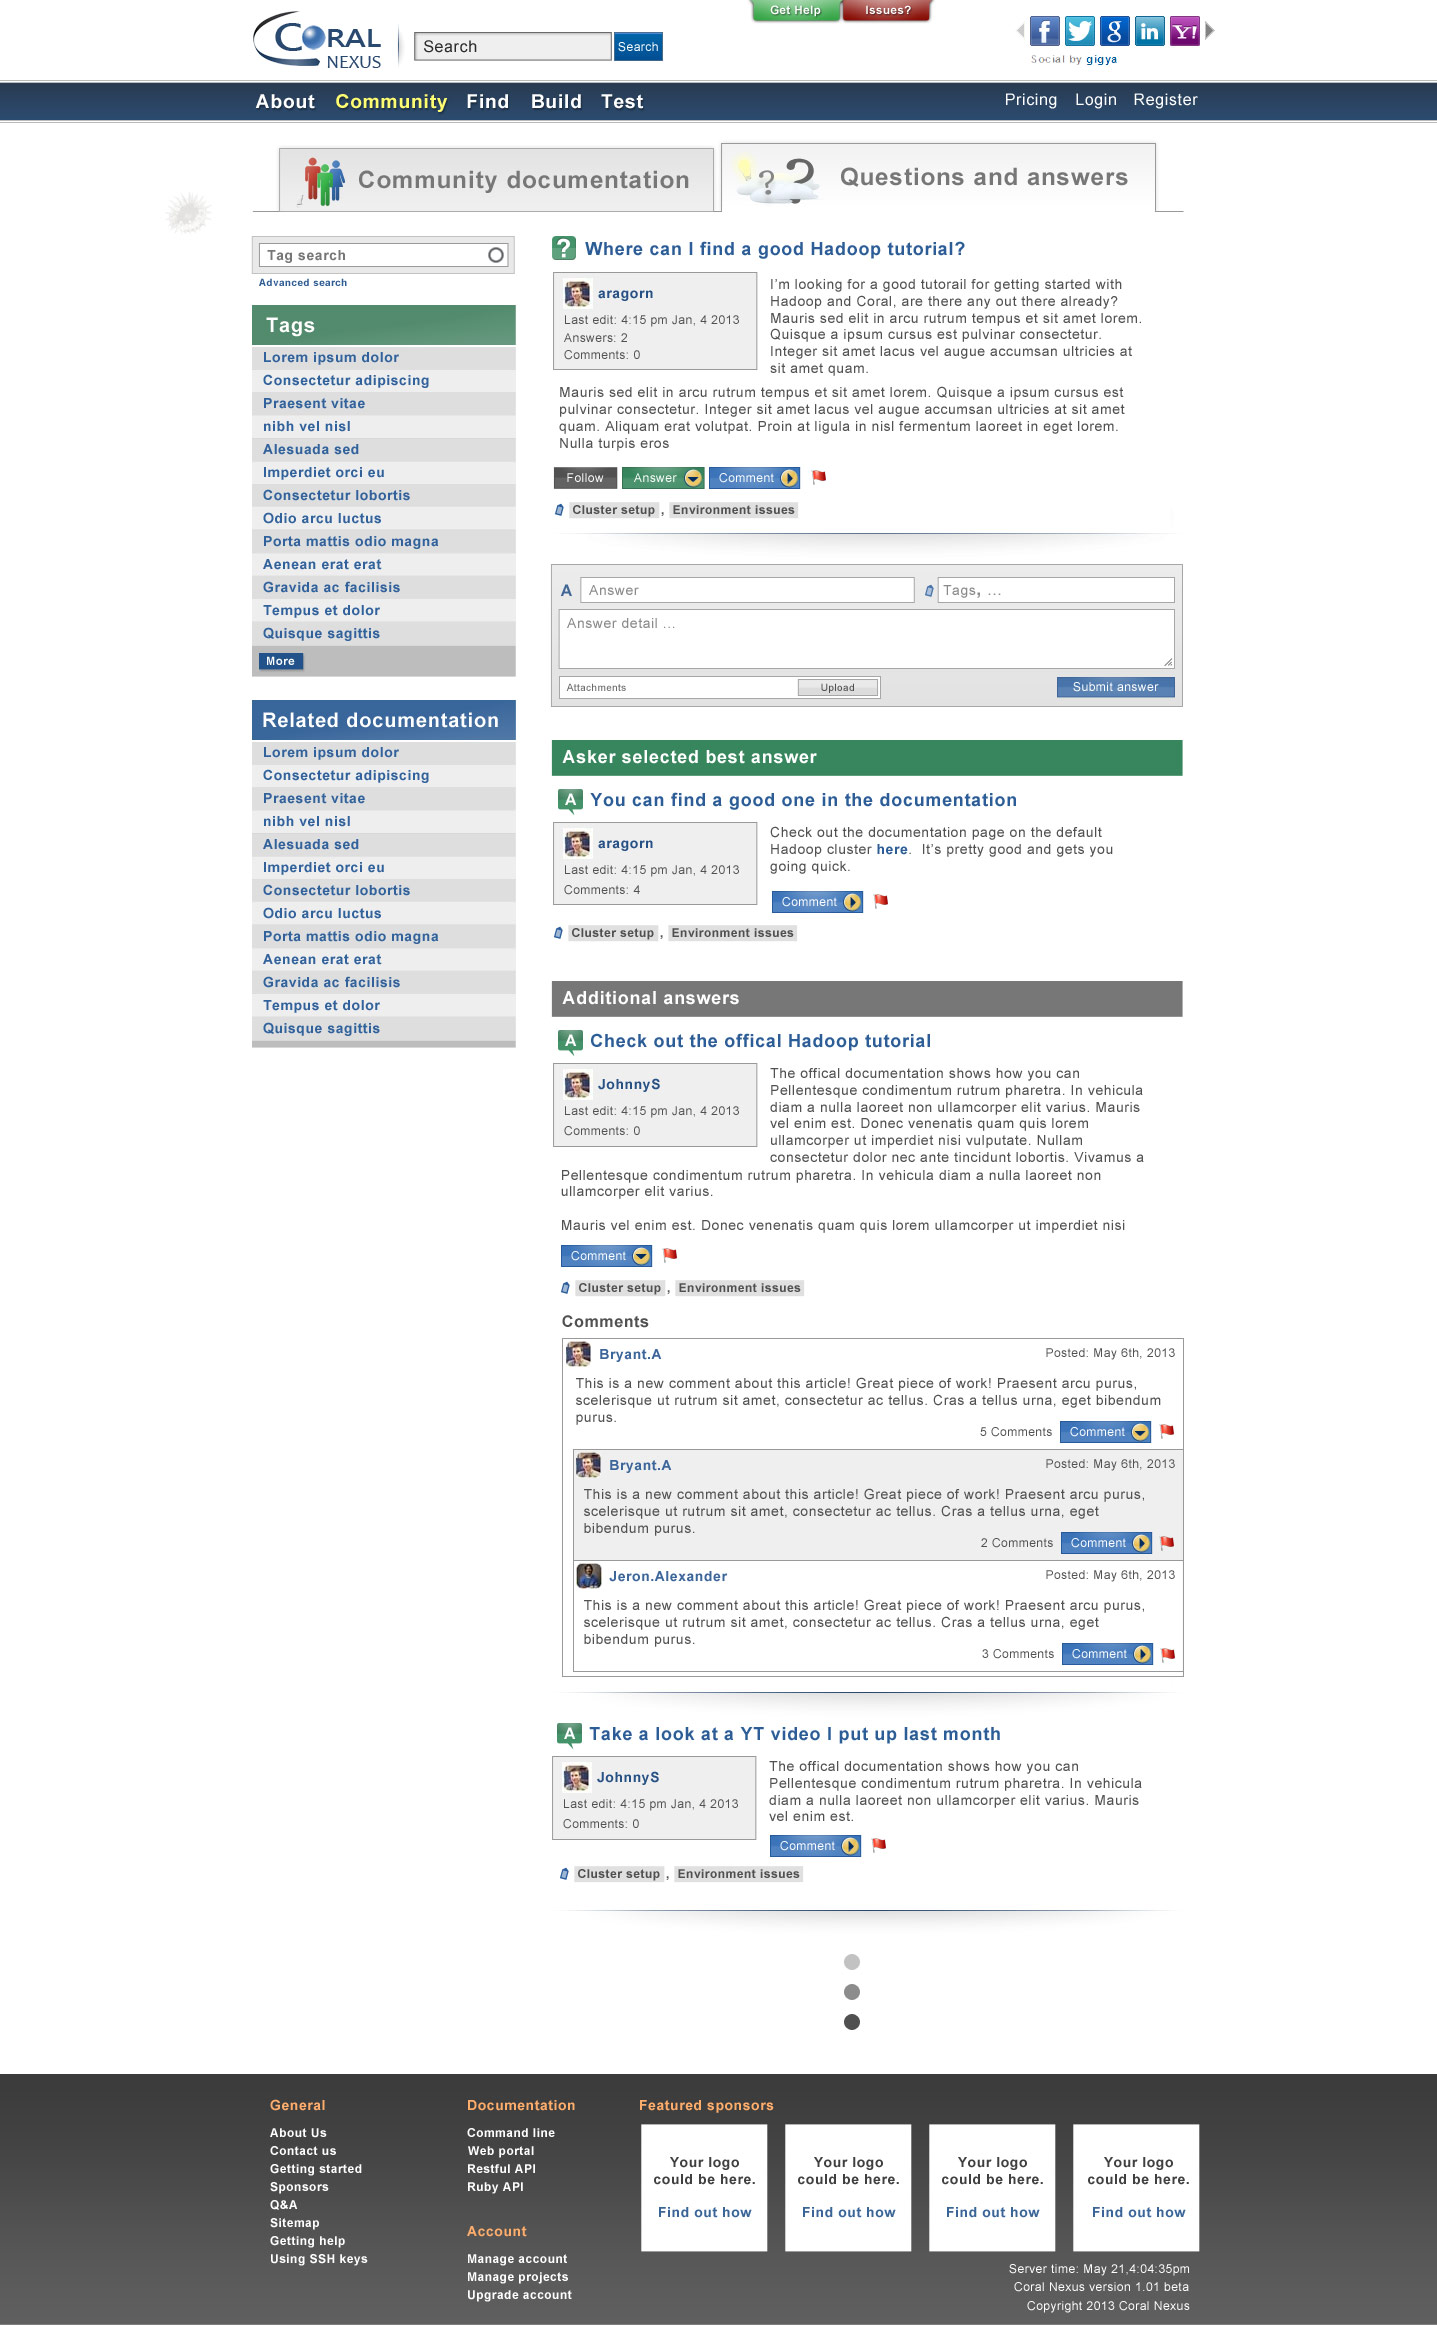 Get Help
Issues?
CORAL
NEXUS
Search
Search
Social by gigya
About
Community
Find
Build
Test
Pricing
Login
Register
Community documentation
Questions and answers
Tag search
Advanced search
Tags
Lorem ipsum dolor
Consectetur adipiscing
Praesent vitae
nibh vel nisl
Alesuada sed
Imperdiet orci eu
Consectetur lobortis
Odio arcu luctus
Porta mattis odio magna
Aenean erat erat
Gravida ac facilisis
Tempus et dolor
Quisque sagittis
More
Related documentation
Lorem ipsum dolor
Consectetur adipiscing
Praesent vitae
nibh vel nisl
Alesuada sed
Imperdiet orci eu
Consectetur lobortis
Odio arcu luctus
Porta mattis odio magna
Aenean erat erat
Gravida ac facilisis
Tempus et dolor
Quisque sagittis
? Where can I find a good Hadoop tutorial?
aragorn
Last edit: 4:15 pm Jan, 4 2013
Answers: 2
Comments: 0
I'm looking for a good tutorail for getting started with
Hadoop and Coral, are there any out there already?
Mauris sed elit in arcu rutrum tempus et sit amet lorem.
Quisque a ipsum cursus est pulvinar consectetur.
Integer sit amet lacus vel augue accumsan ultricies at
sit amet quam.
Mauris sed elit in arcu rutrum tempus et sit amet lorem. Quisque a ipsum cursus est
pulvinar consectetur. Integer sit amet lacus vel augue accumsan ultricies at sit amet
quam. Aliquam erat volutpat. Proin at ligula in nisl fermentum laoreet in eget lorem.
Nulla turpis eros
Follow
Answer
Comment
Cluster setup , Environment issues
A
Answer
Tags, ...
Answer detail ...
Attachments
Upload
Submit answer
Asker selected best answer
A You can find a good one in the documentation
aragorn
Last edit: 4:15 pm Jan, 4 2013
Comments: 4
Check out the documentation page on the default
Hadoop cluster here. It's pretty good and gets you
going quick.
Comment
Cluster setup , Environment issues
Additional answers
A Check out the offical Hadoop tutorial
JohnnyS
Last edit: 4:15 pm Jan, 4 2013
Comments: 0
The offical documentation shows how you can
Pellentesque condimentum rutrum pharetra. In vehicula
diam a nulla laoreet non ullamcorper elit varius. Mauris
vel enim est. Donec venenatis quam quis lorem
ullamcorper ut imperdiet nisi vulputate. Nullam
consectetur dolor nec ante tincidunt lobortis. Vivamus a
Pellentesque condimentum rutrum pharetra. In vehicula diam a nulla laoreet non
ullamcorper elit varius.
Mauris vel enim est. Donec venenatis quam quis lorem ullamcorper ut imperdiet nisi
Comment
Cluster setup , Environment issues
Comments
Bryant.A
Posted: May 6th, 2013
This is a new comment about this article! Great piece of work! Praesent arcu purus,
scelerisque ut rutrum sit amet, consectetur ac tellus. Cras a tellus urna, eget bibendum
purus.
5 Comments
Comment
Bryant.A
Posted: May 6th, 2013
This is a new comment about this article! Great piece of work! Praesent arcu purus,
scelerisque ut rutrum sit amet, consectetur ac tellus. Cras a tellus urna, eget
bibendum purus.
2 Comments
Comment
Jeron.Alexander
Posted: May 6th, 2013
This is a new comment about this article! Great piece of work! Praesent arcu purus,
scelerisque ut rutrum sit amet, consectetur ac tellus. Cras a tellus urna, eget
bibendum purus.
3 Comments
Comment
A Take a look at a YT video I put up last month
JohnnyS
Last edit: 4:15 pm Jan, 4 2013
Comments: 0
The offical documentation shows how you can
Pellentesque condimentum rutrum pharetra. In vehicula
diam a nulla laoreet non ullamcorper elit varius. Mauris
vel enim est.
Comment
Cluster setup , Environment issues
General
About Us
Contact us
Getting started
Sponsors
Q&A
Sitemap
Getting help
Using SSH keys
Documentation
Command line
Web portal
Restful API
Ruby API
Account
Manage account
Manage projects
Upgrade account
Featured sponsors
Your logo
could be here.
Find out how
Your logo
could be here.
Find out how
Your logo
could be here.
Find out how
Your logo
could be here.
Find out how
Server time: May 21,4:04:35pm
Coral Nexus version 1.01 beta
Copyright 2013 Coral Nexus